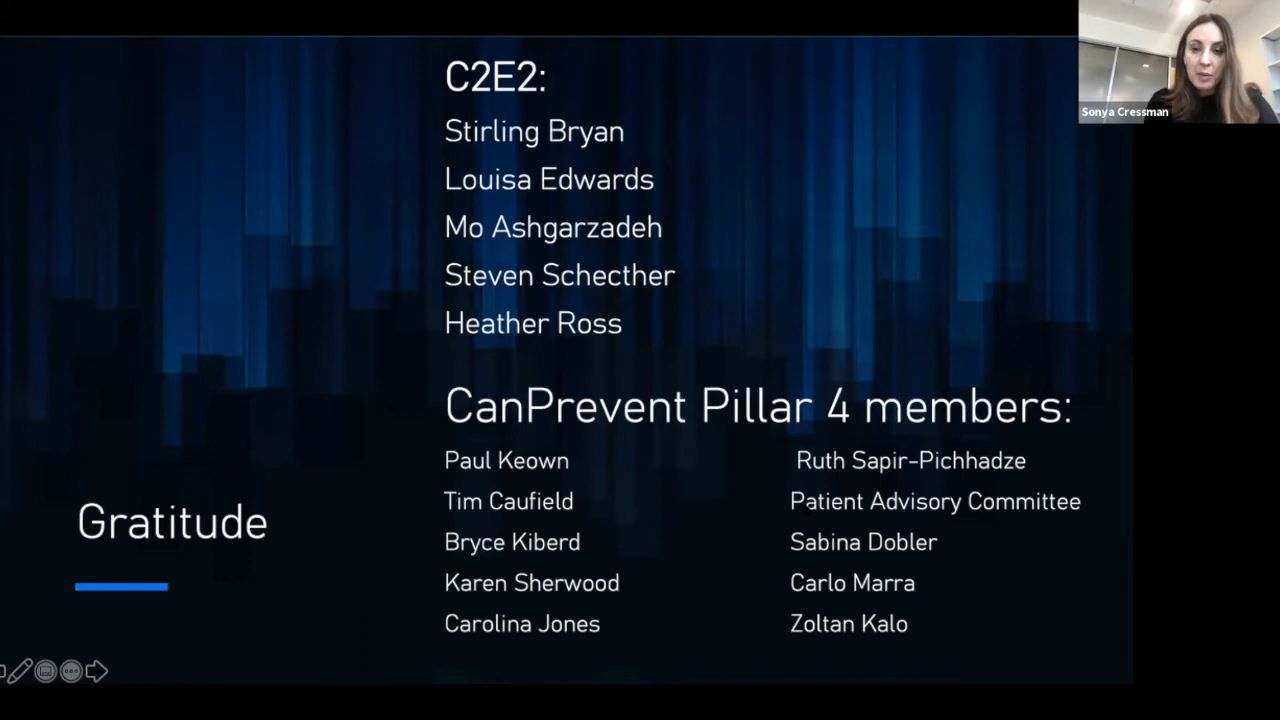 C2E2:
Stirling Bryan
Louisa Edwards
Mo Ashgarzadeh
Steven Schecther
Heather Ross
CanPrevent Pillar 4 members:
Paul Keown
Tim Caufield
Bryce Kiberd
Karen Sherwood
Carolina Jones
Ruth Sapir-Pichhadze
Patient Advisory Committee
Sabina Dobler
Carlo Marra
Zoltan Kalo
Gratitude
Sonya Cressman